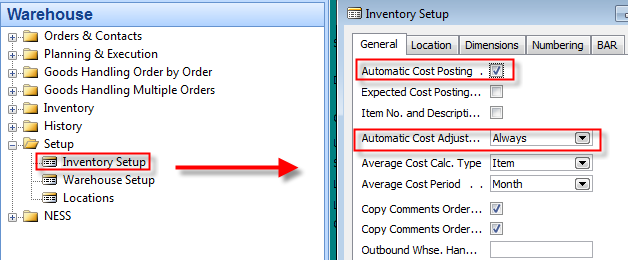 Warehouse
Orders & Contacts
Planning & Execution
Goods Handling Order by Order
Goods Handling Multiple Orders
Inventory
History
Setup
Inventory Setup
Warehouse Setup
Locations
NESS
Inventory Setup
General Location Dimensions Numbering BAR
Automatic Cost Posting .
Expected Cost Posting...
Item No. and Descripti...
Automatic Cost Adjust... Always
Average Cost Calc. Type Item
Average Cost Period . . Month
Copy Comments Order...
Copy Comments Order...
Outbound Whse. Han...